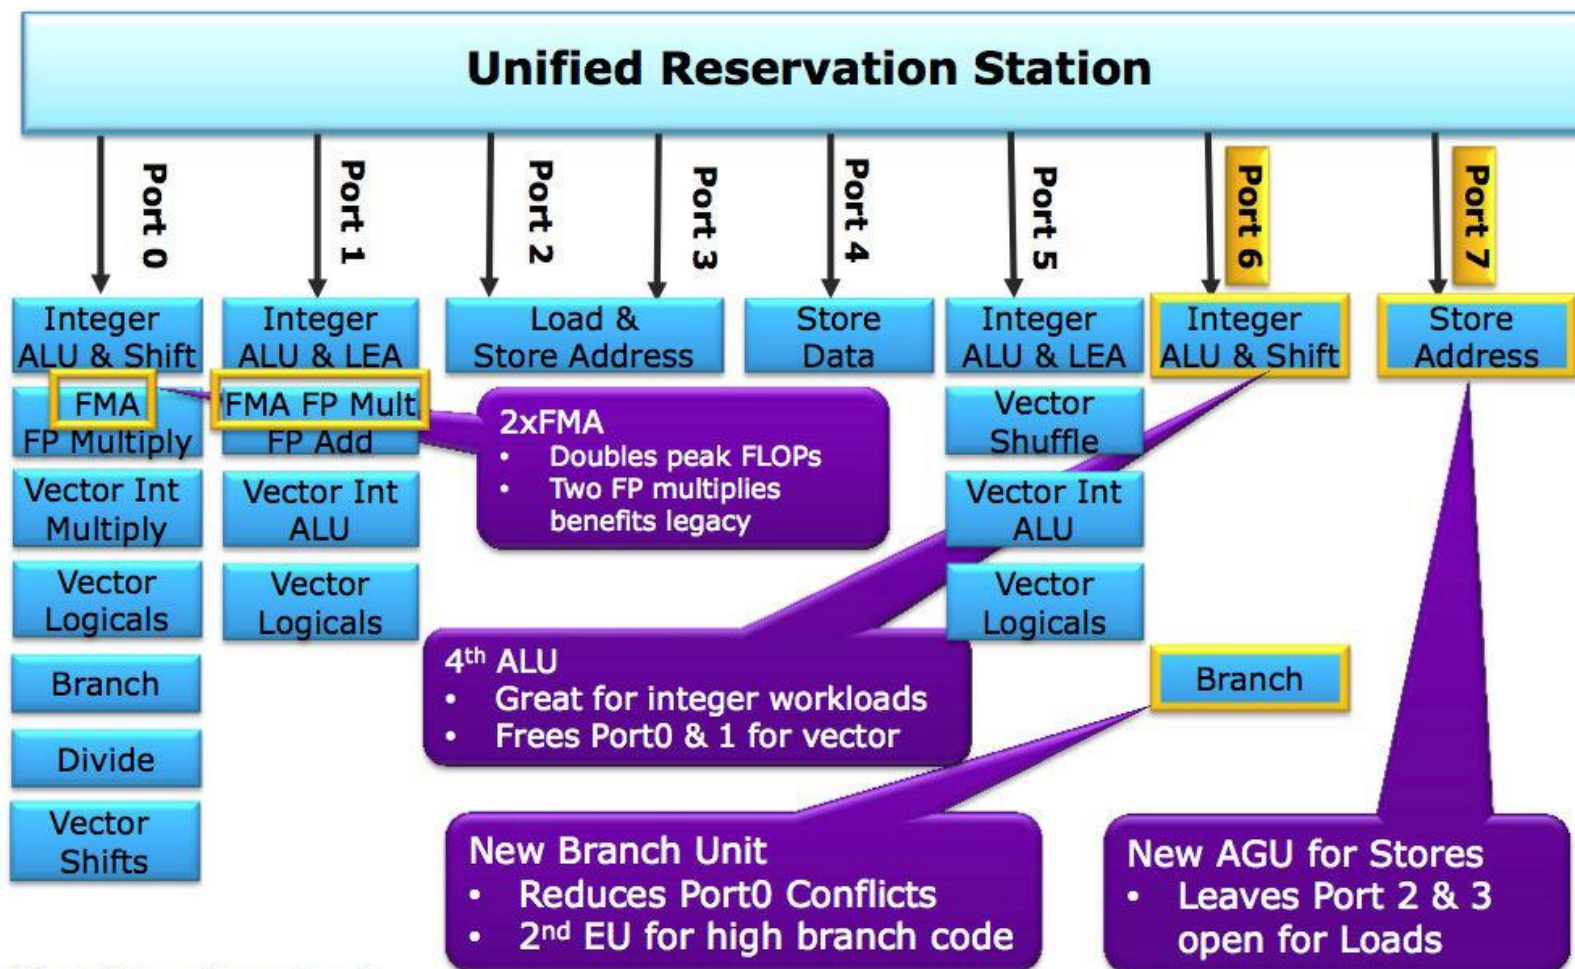 Unified Reservation Station
Port 0
Port 1
Port 2
Port 3
Port 4
Port 5
Port 6
Port 7
Integer
ALU & Shift
FMA
FP Multiply
Vector Int
Multiply
Vector
Logicals
Branch
Divide
Vector
Shifts
Integer
ALU & LEA
FMA FP Mult
FP Add
Vector Int
ALU
Vector
Logicals
Load &
Store Address
Store
Data
Integer
ALU & LEA
Vector
Shuffle
Vector Int
ALU
Vector
Logicals
Integer
ALU & Shift
Branch
Store
Address
2xFMA
• Doubles peak FLOPs
• Two FP multiplies
benefits legacy
4th ALU
• Great for integer workloads
• Frees Port0 & 1 for vector
New Branch Unit
• Reduces Port0 Conflicts
• 2nd EU for high branch code
New AGU for Stores
• Leaves Port 2 & 3
open for Loads